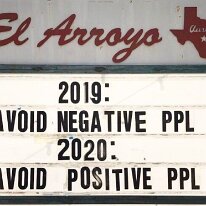 El Arroyo
2019:
AVOID NEGATIVE PPL
2020:
AVOID POSITIVE PPL